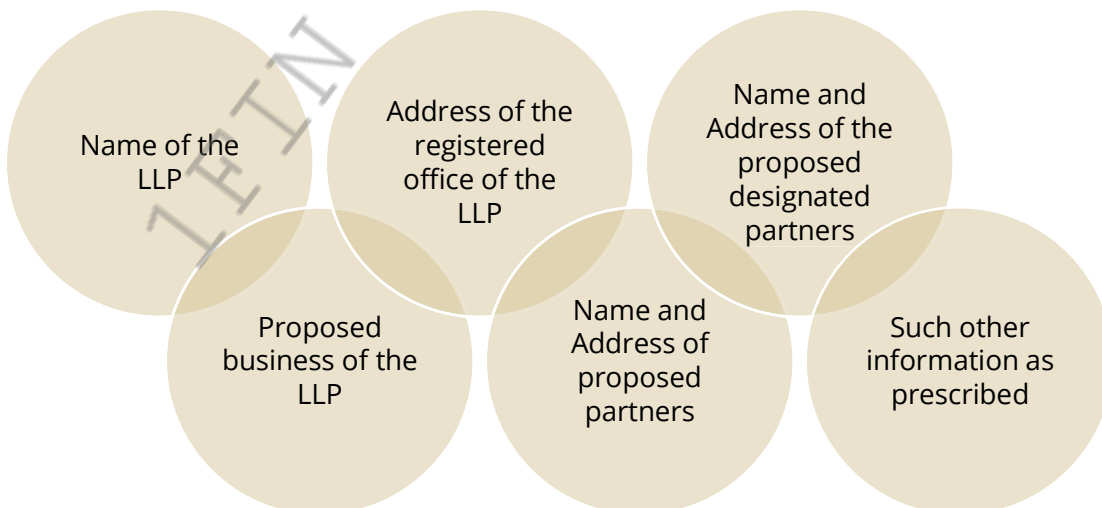 1FIN
Name of the
LLP
Proposed
business of the
LLP
Address of the
registered
office of the
LLP
Name and
Address of
proposed
partners
Name and
Address of the
proposed
designated
partners
Such other
information as
prescribed